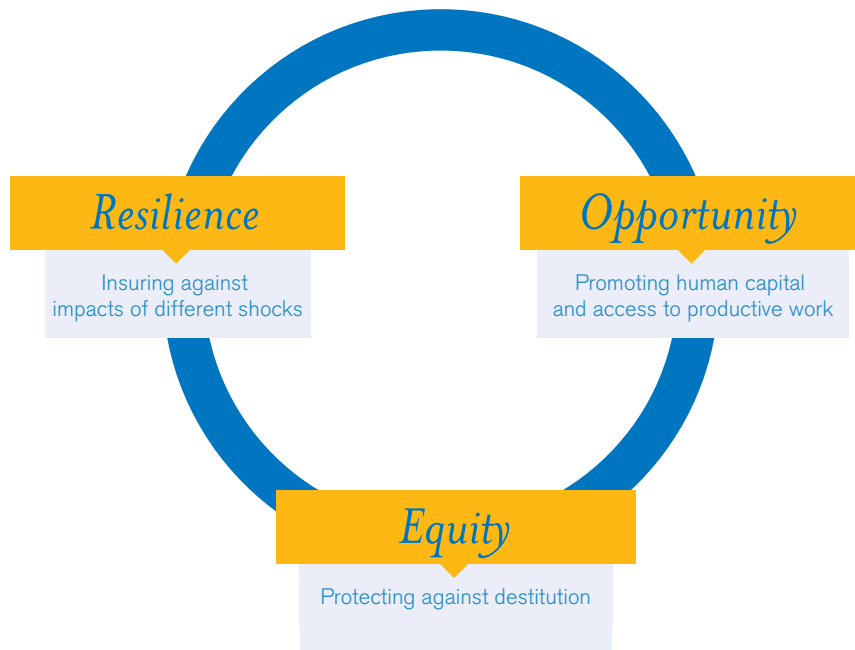 Resilience
Insuring against
impacts of different shocks
Opportunity
Promoting human capital
and access to productive work
Equity
Protecting against destitution